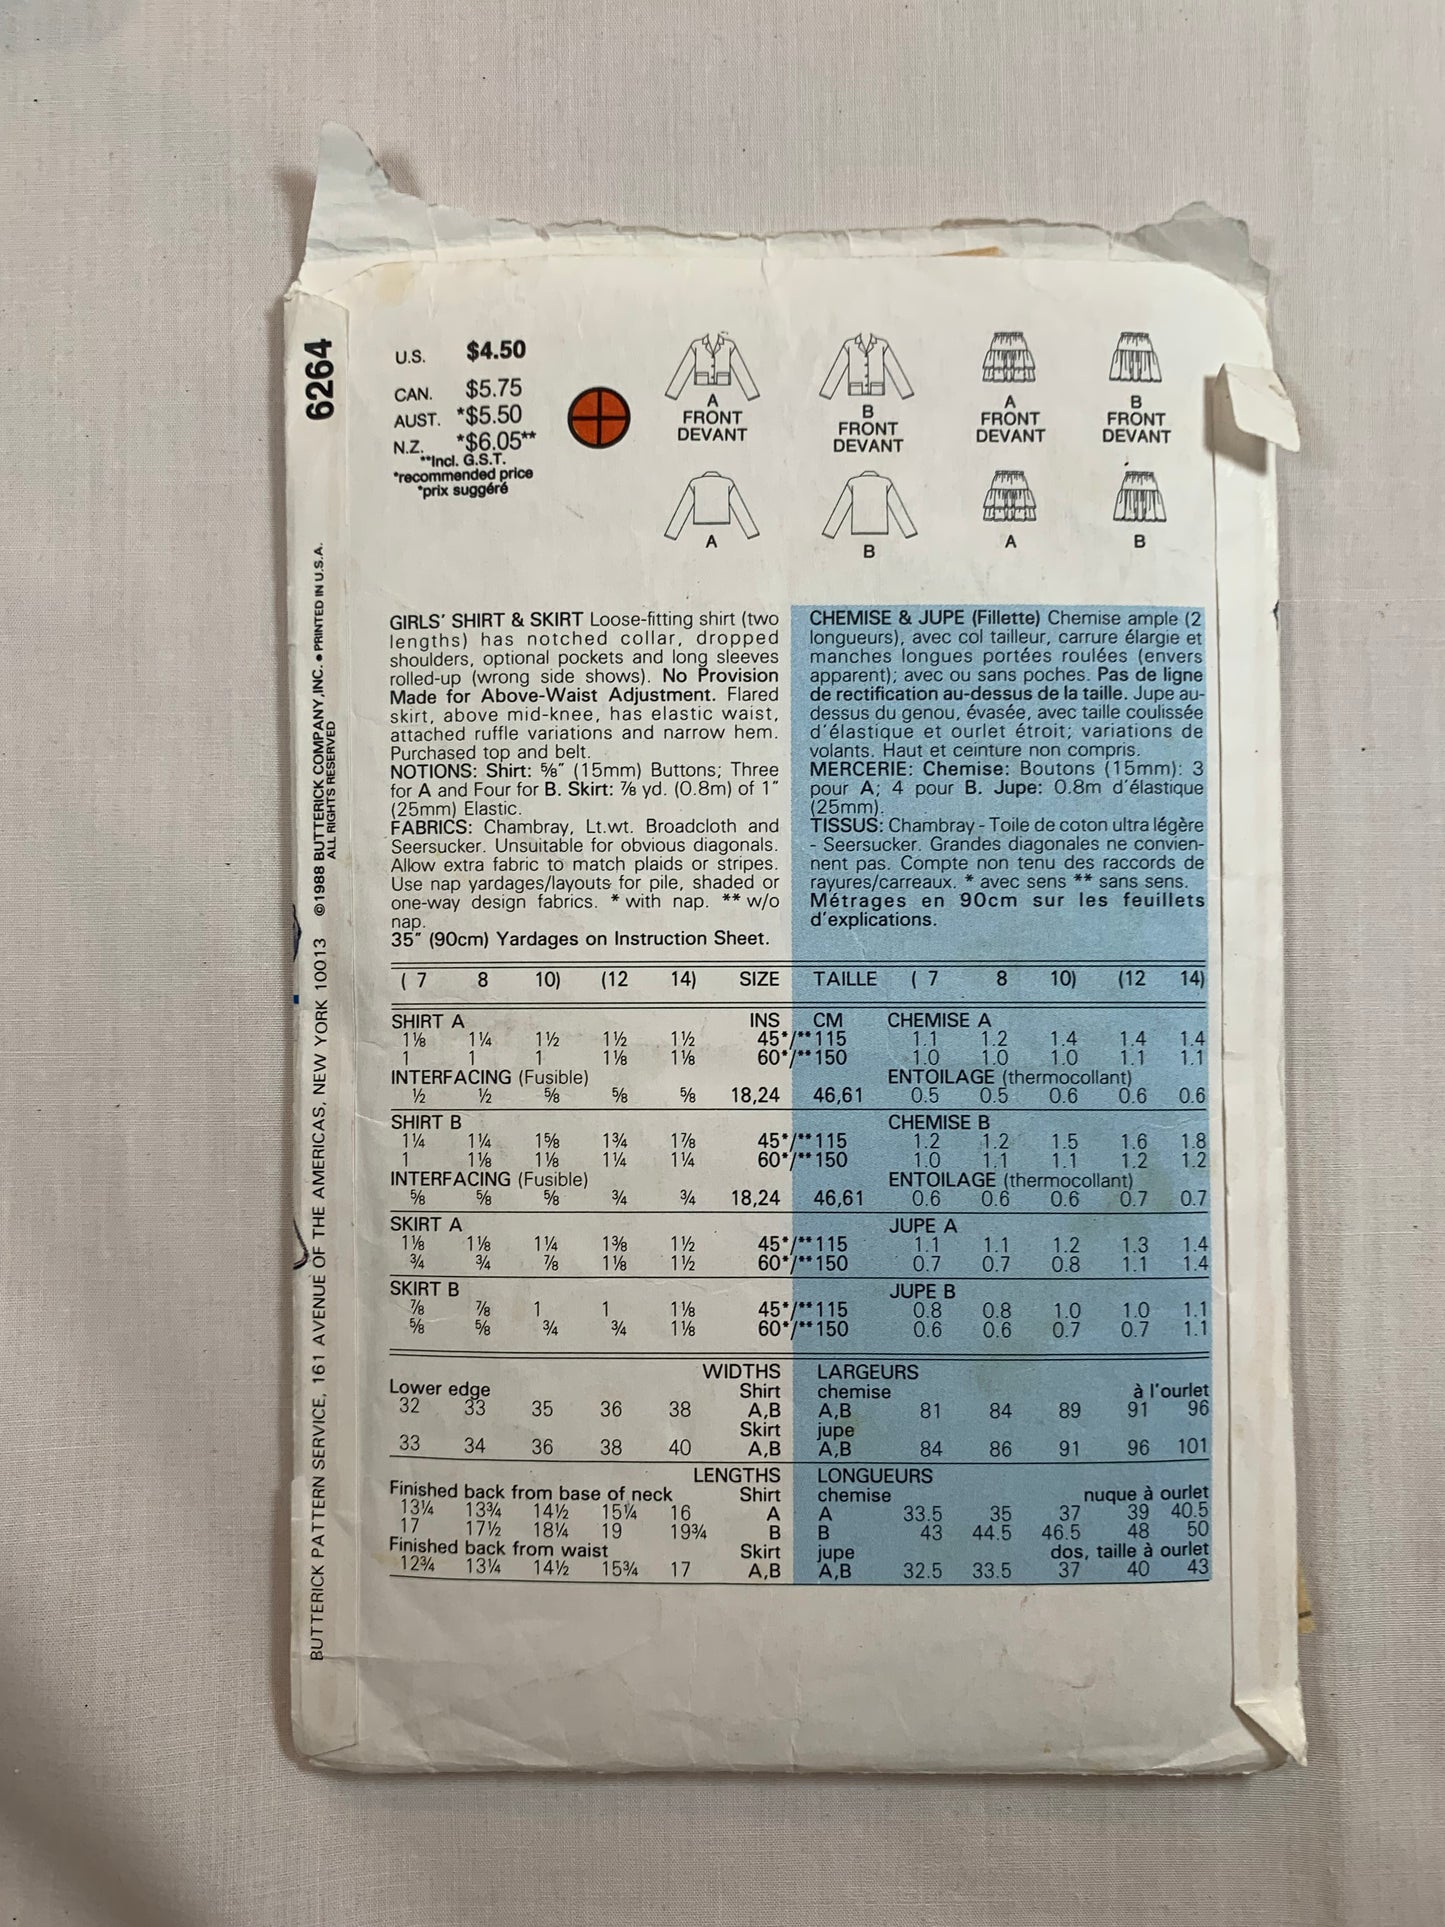 6264
©1988 BUTTERICK COMPANY, INC. • PRINTED IN U.S.A.
ALL RIGHTS RESERVED
BUTTERICK PATTERN SERVICE, 161 AVENUE OF THE AMERICAS, NEW YORK 10013
U.S. $4.50
CAN. $5.75
AUST. *$5.50
N.Z. *$6.05**
**Incl. G.S.T.
*recommended price
*prix suggéré
A
FRONT
DEVANT
B
FRONT
DEVANT
A
FRONT
DEVANT
B
FRONT
DEVANT
A
B
A
B
GIRLS' SHIRT & SKIRT Loose-fitting shirt (two
lengths) has notched collar, dropped
shoulders, optional pockets and long sleeves
rolled-up (wrong side shows). No Provision
Made for Above-Waist Adjustment. Flared
skirt, above mid-knee, has elastic waist,
attached ruffle variations and narrow hem.
Purchased top and belt.
NOTIONS: Shirt: ⅝" (15mm) Buttons; Three
for A and Four for B. Skirt: ⅞ yd. (0.8m) of 1"
(25mm) Elastic.
FABRICS: Chambray, Lt.wt. Broadcloth and
Seersucker. Unsuitable for obvious diagonals.
Allow extra fabric to match plaids or stripes.
Use nap yardages/layouts for pile, shaded or
one-way design fabrics. * with nap. ** w/o
nap.
35" (90cm) Yardages on Instruction Sheet.
CHEMISE & JUPE (Fillette) Chemise ample (2
longueurs), avec col tailleur, carrure élargie et
manches longues portées roulées (envers
apparent); avec ou sans poches. Pas de ligne
de rectification au-dessus de la taille. Jupe au-
dessus du genou, évasée, avec taille coulissée
d'élastique et ourlet étroit; variations de
volants. Haut et ceinture non compris.
MERCERIE: Chemise: Boutons (15mm): 3
pour A; 4 pour B. Jupe: 0.8m d'élastique
(25mm).
TISSUS: Chambray - Toile de coton ultra légère
- Seersucker. Grandes diagonales ne convien-
nent pas. Compte non tenu des raccords de
rayures/carreaux. * avec sens ** sans sens.
Métrages en 90cm sur les feuillets
d'explications.
( 7 8 10) (12 14) SIZE TAILLE ( 7 8 10) (12 14)
SHIRT A INS CM CHEMISE A
1⅛ 1¼ 1½ 1½ 1½ 45*/**115 1.1 1.2 1.4 1.4 1.4
1 1 1 1⅛ 1⅛ 60*/**150 1.0 1.0 1.0 1.1 1.1
INTERFACING (Fusible) ENTOILAGE (thermocollant)
½ ½ ⅝ ⅝ ⅝ 18,24 46,61 0.5 0.5 0.6 0.6 0.6
SHIRT B CHEMISE B
1¼ 1¼ 1⅝ 1¾ 1⅞ 45*/**115 1.2 1.2 1.5 1.6 1.8
1 1⅛ 1⅛ 1¼ 1¼ 60*/**150 1.0 1.1 1.1 1.2 1.2
INTERFACING (Fusible) ENTOILAGE (thermocollant)
⅝ ⅝ ⅝ ¾ ¾ 18,24 46,61 0.6 0.6 0.6 0.7 0.7
SKIRT A JUPE A
1⅛ 1⅛ 1¼ 1⅜ 1½ 45*/**115 1.1 1.1 1.2 1.3 1.4
¾ ¾ ⅞ 1⅛ 1½ 60*/**150 0.7 0.7 0.8 1.1 1.4
SKIRT B JUPE B
⅞ ⅞ 1 1 1⅛ 45*/**115 0.8 0.8 1.0 1.0 1.1
⅝ ⅝ ¾ ¾ 1⅛ 60*/**150 0.6 0.6 0.7 0.7 1.1
WIDTHS LARGEURS
Lower edge Shirt chemise à l'ourlet
32 33 35 36 38 A,B A,B 81 84 89 91 96
Skirt jupe
33 34 36 38 40 A,B A,B 84 86 91 96 101
LENGTHS LONGUEURS
Finished back from base of neck Shirt chemise nuque à ourlet
13¼ 13¾ 14½ 15¼ 16 A A 33.5 35 37 39 40.5
17 17½ 18¼ 19 19¾ B B 43 44.5 46.5 48 50
Finished back from waist Skirt jupe dos, taille à ourlet
12¾ 13¼ 14½ 15¾ 17 A,B A,B 32.5 33.5 37 40 43